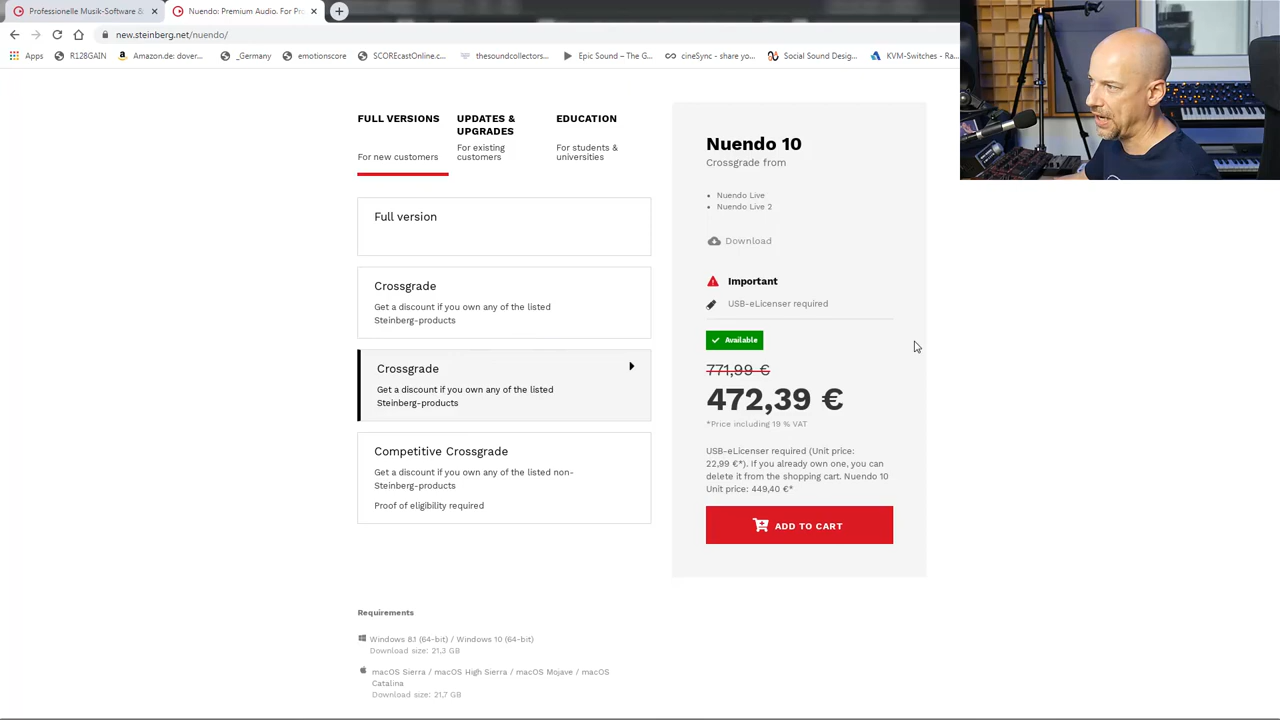 Professionelle Musik-Software &
Nuendo: Premium Audio. For Pro
new.steinberg.net/nuendo/
Apps
R128GAIN
Amazon.de: dover...
_Germany
emotionscore
SCOREcastOnline.c...
thesoundcollectors...
Epic Sound – The G...
cineSync - share yo...
Social Sound Desig...
KVM-Switches - Ra...
FULL VERSIONS
For new customers
UPDATES &
UPGRADES
For existing
customers
EDUCATION
For students &
universities
Full version
Crossgrade
Get a discount if you own any of the listed
Steinberg-products
Crossgrade
Get a discount if you own any of the listed
Steinberg-products
Competitive Crossgrade
Get a discount if you own any of the listed non-
Steinberg-products
Proof of eligibility required
Nuendo 10
Crossgrade from
• Nuendo Live
• Nuendo Live 2
Download
Important
USB-eLicenser required
Available
771,99 €
472,39 €
*Price including 19 % VAT
USB-eLicenser required (Unit price:
22,99 €*). If you already own one, you can
delete it from the shopping cart. Nuendo 10
Unit price: 449,40 €*
ADD TO CART
Requirements
Windows 8.1 (64-bit) / Windows 10 (64-bit)
Download size: 21.3 GB
macOS Sierra / macOS High Sierra / macOS Mojave / macOS
Catalina
Download size: 21,7 GB